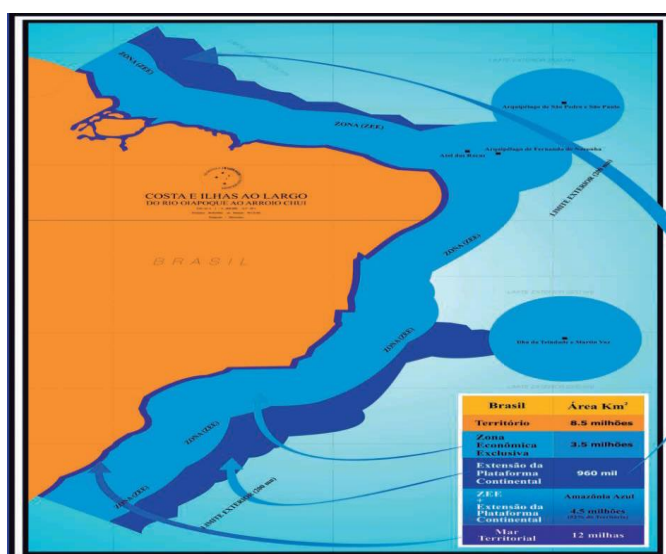 ZONA (ZEE)
ZONA (ZEE)
Arquipélago de São Pedro e São Paulo
Atol das Rocas
Arquipélago de Fernando de Noronha
COSTA E ILHAS AO LARGO
DO RIO OIAPOQUE AO ARROIO CHUI
LIMITE EXTERIOR (200 nm)
ZONA (ZEE)
BRASIL
ZONA (ZEE)
Ilha da Trindade e Martin Vaz
ZONA (ZEE)
ZONA (ZEE)
LIMITE EXTERIOR (200 nm)
Brasil Área Km²
Território 8.5 milhões
Zona
Econômica
Exclusiva
3.5 milhões
Extensão da
Plataforma
Continental
960 mil
ZEE
+
Extensão da
Plataforma
Continental
Amazônia Azul
4.5 milhões
Mar
Territorial
12 milhas